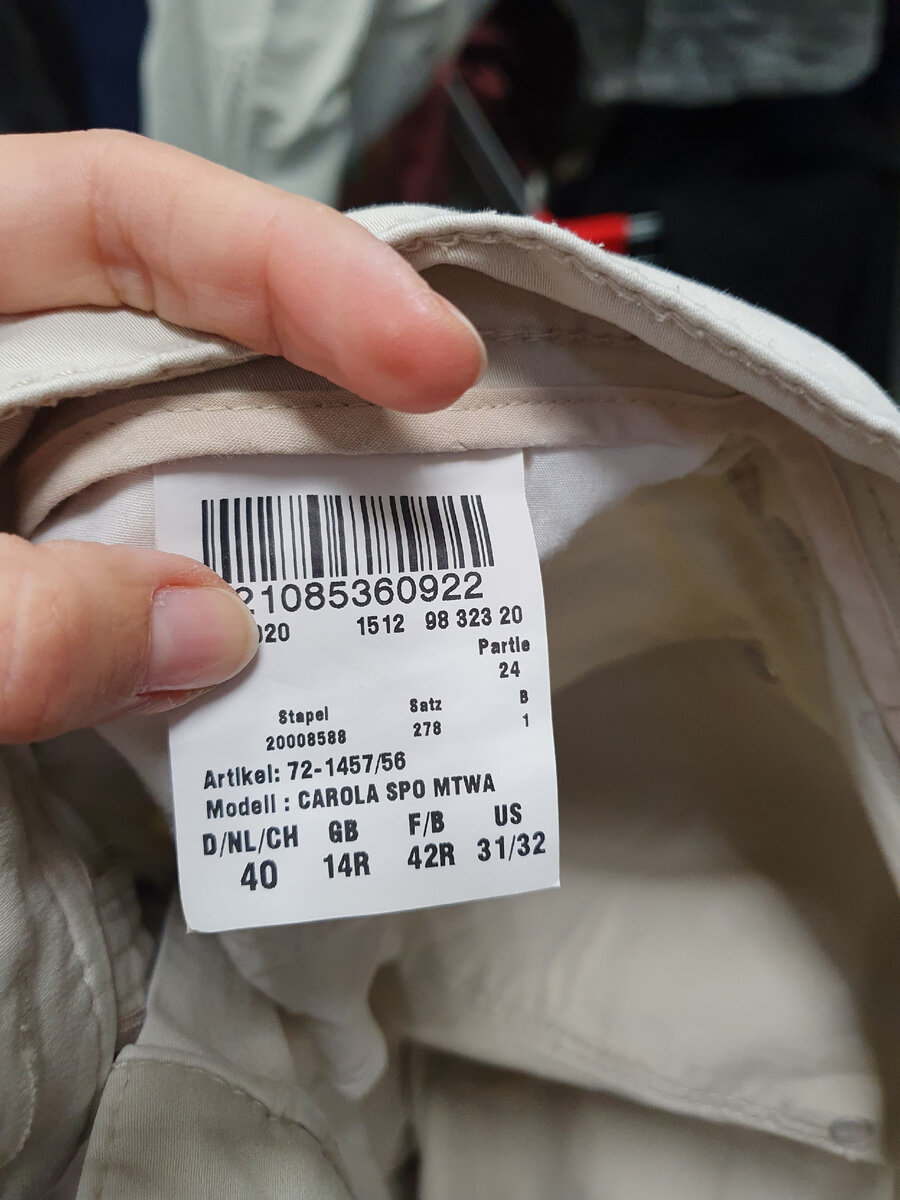 21085360922
020 1512 98 323 20
Partie
24
Stapel Satz B
20008588 278 1
Artikel: 72-1457/56
Modell : CAROLA SPO MTWA
D/NL/CH GB F/B US
40 14R 42R 31/32